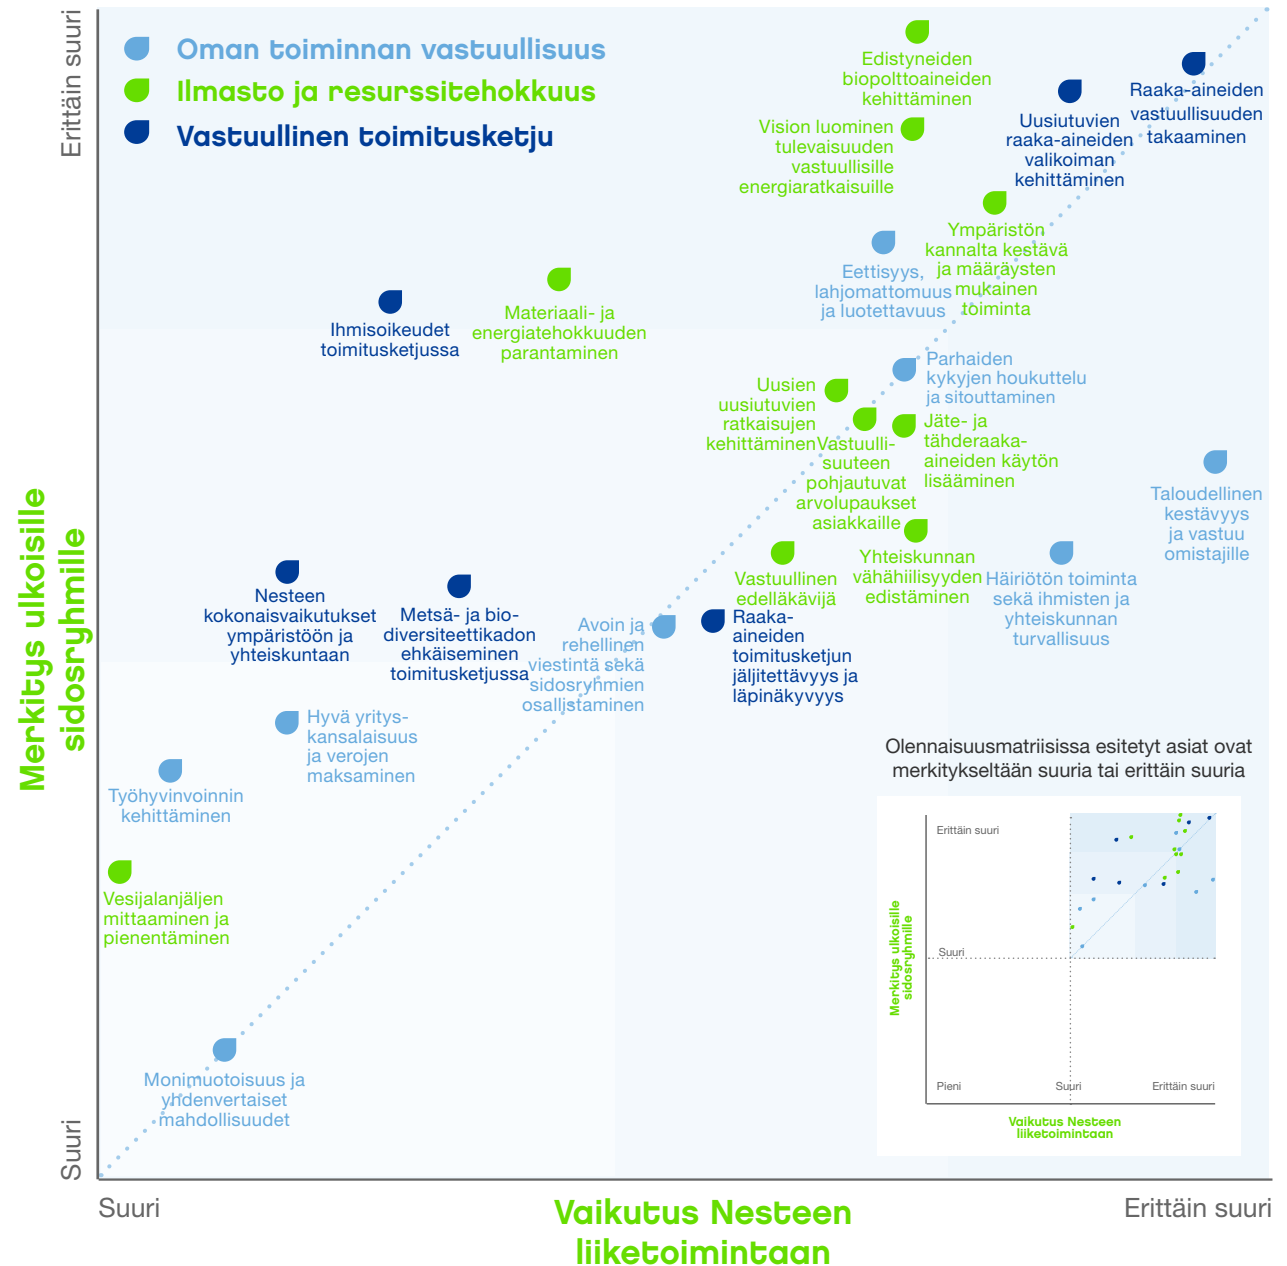 Erittäin suuri
Oman toiminnan vastuullisuus
Ilmasto ja resurssitehokkuus
Vastuullinen toimitusketju
Edistyneiden
biopolttoaineiden
kehittäminen
Raaka-aineiden
vastuullisuuden
takaaminen
Uusiutuvien
raaka-aineiden
valikoiman
kehittäminen
Vision luominen
tulevaisuuden
vastuullisille
energiaratkaisuille
Ympäristön
kannalta kestävä
ja määräysten
mukainen
toiminta
Eettisyys,
lahjomattomuus
ja luotettavuus
Materiaali- ja
energiatehokkuuden
parantaminen
Ihmisoikeudet
toimitusketjussa
Parhaiden
kykyjen houkuttelu
ja sitouttaminen
Uusien
uusiutuvien
ratkaisujen
kehittäminen
Vastuulli-
suuteen
pohjautuvat
arvolupaukset
asiakkaille
Jäte- ja
tähderaaka-
aineiden käytön
lisääminen
Taloudellinen
kestävyys
ja vastuu
omistajille
Merkitys ulkoisille
sidosryhmille
Nesteen
kokonaisvaikutukset
ympäristöön ja
yhteiskuntaan
Metsä- ja bio-
diversiteettikadon
ehkäiseminen
toimitusketjussa
Vastuullinen
edelläkävijä
Yhteiskunnan
vähähiilisyyden
edistäminen
Häiriötön toiminta
sekä ihmisten ja
yhteiskunnan
turvallisuus
Avoin ja
rehellinen
viestintä sekä
sidosryhmien
osallistaminen
Raaka-
aineiden
toimitusketjun
jäljitettävyys ja
läpinäkyvyys
Hyvä yritys-
kansalaisuus
ja verojen
maksaminen
Työhyvinvoinnin
kehittäminen
Vesijalanjäljen
mittaaminen ja
pienentäminen
Monimuotoisuus ja
yhdenvertaiset
mahdollisuudet
Olennaisuusmatriisissa esitetyt asiat ovat
merkitykseltään suuria tai erittäin suuria
Erittäin suuri
Merkitys ulkoisille
sidosryhmille
Suuri
Pieni
Suuri
Erittäin suuri
Vaikutus Nesteen
liiketoimintaan
Suuri
Suuri
Vaikutus Nesteen
liiketoimintaan
Erittäin suuri